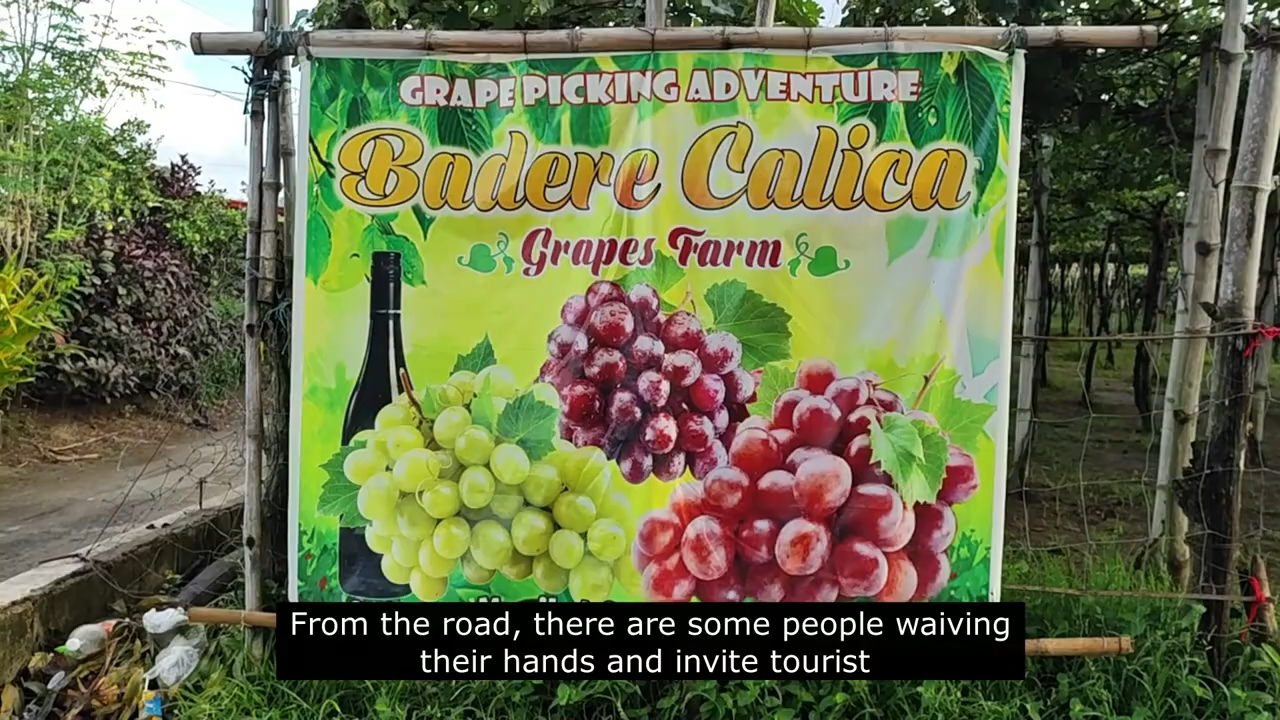 GRAPE PICKING ADVENTURE
Badere Calica
Grapes Farm
From the road, there are some people waiving
their hands and invite tourist